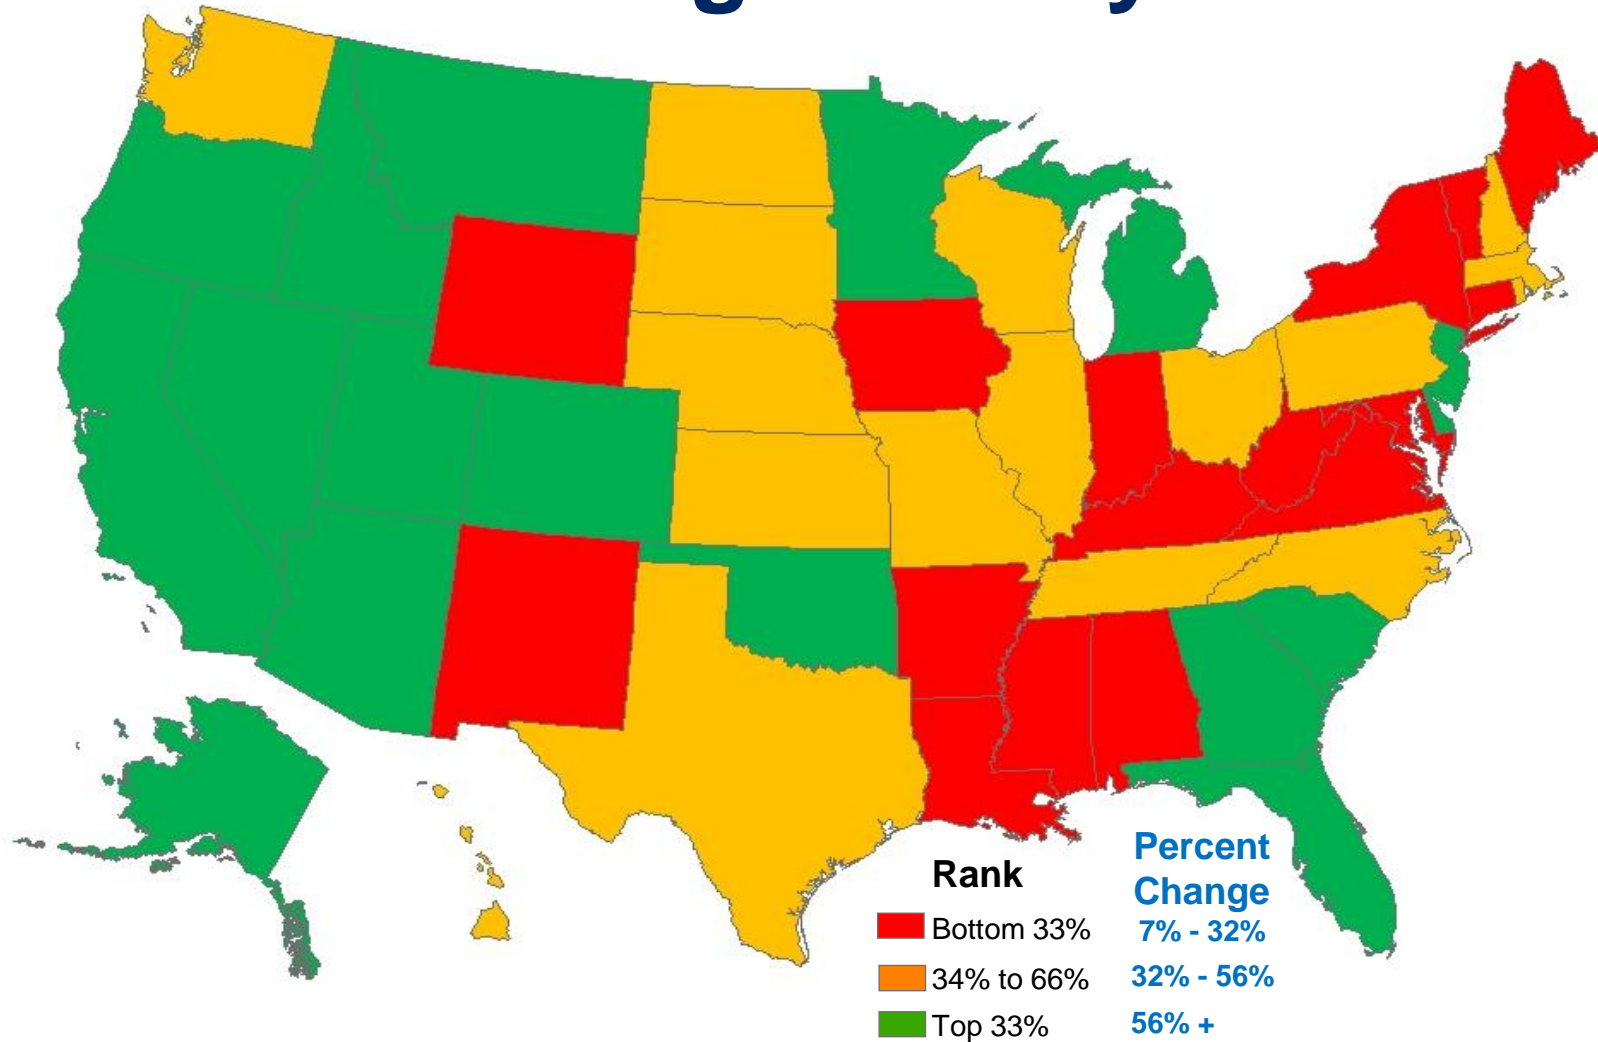 Rank
Percent
Change
Bottom 33%
7% - 32%
34% to 66%
32% - 56%
Top 33%
56% +